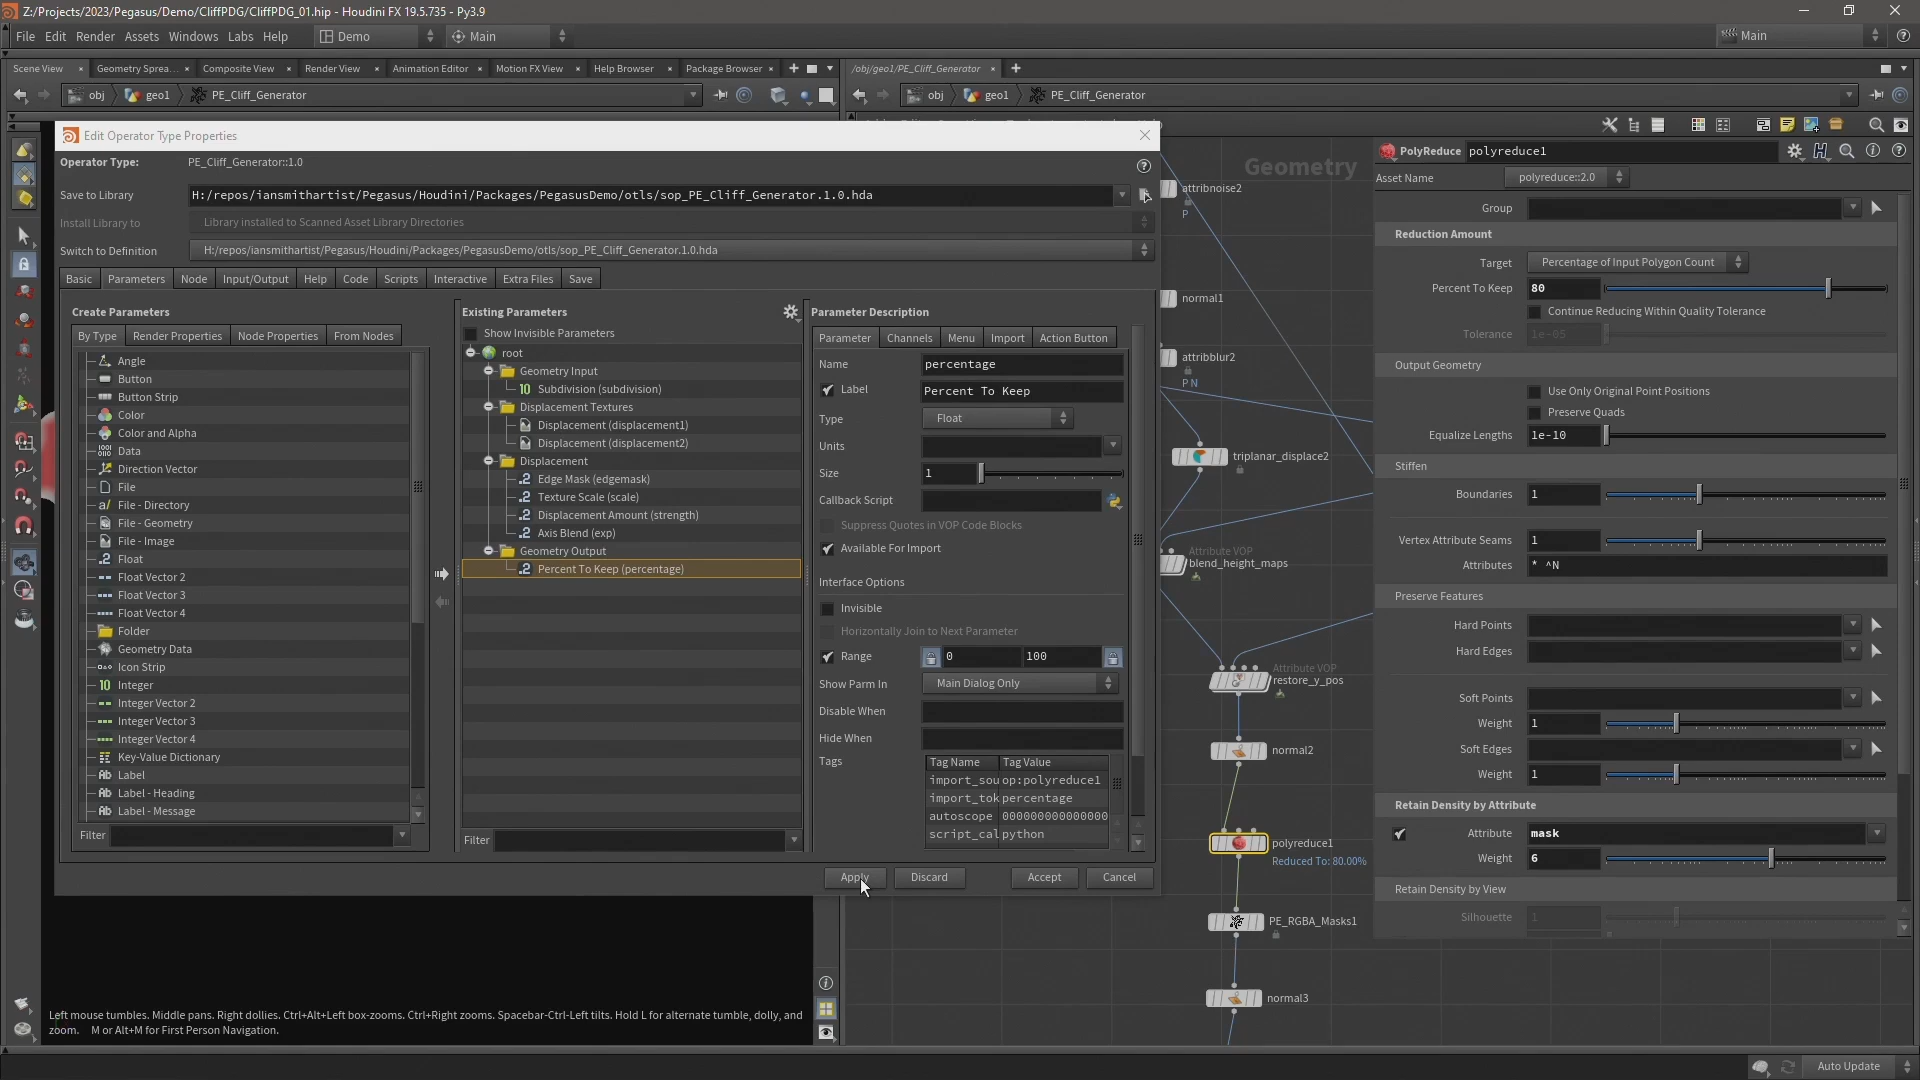 Z:/Projects/2023/Pegasus/Demo/CliffPDG/CliffPDG_01.hip - Houdini FX 19.5.735 - Py3.9
File Edit Render Assets Windows Labs Help Demo Main Main
Scene View Geometry Sprea... Composite View Render View Animation Editor Motion FX View Help Browser Package Browser /obj/geo1/PE_Cliff_Generator
obj geo1 PE_Cliff_Generator obj geo1 PE_Cliff_Generator
Edit Operator Type Properties
Operator Type: PE_Cliff_Generator::1.0
Save to Library H:/repos/iansmithartist/Pegasus/Houdini/Packages/PegasusDemo/otls/sop_PE_Cliff_Generator.1.0.hda
Install Library to Library installed to Scanned Asset Library Directories
Switch to Definition H:/repos/iansmithartist/Pegasus/Houdini/Packages/PegasusDemo/otls/sop_PE_Cliff_Generator.1.0.hda
Basic Parameters Node Input/Output Help Code Scripts Interactive Extra Files Save
Create Parameters
By Type Render Properties Node Properties From Nodes
Angle
Button
Button Strip
Color
Color and Alpha
Data
Direction Vector
File
File - Directory
File - Geometry
File - Image
Float
Float Vector 2
Float Vector 3
Float Vector 4
Folder
Geometry Data
Icon Strip
Integer
Integer Vector 2
Integer Vector 3
Integer Vector 4
Key-Value Dictionary
Label
Label - Heading
Label - Message
Filter
Existing Parameters
Show Invisible Parameters
root
Geometry Input
Subdivision (subdivision)
Displacement Textures
Displacement (displacement1)
Displacement (displacement2)
Displacement
Edge Mask (edgemask)
Texture Scale (scale)
Displacement Amount (strength)
Axis Blend (exp)
Geometry Output
Percent To Keep (percentage)
Filter
Parameter Description
Parameter Channels Menu Import Action Button
Name percentage
Label Percent To Keep
Type Float
Units
Size 1
Callback Script
Suppress Quotes in VOP Code Blocks
Available For Import
Interface Options
Invisible
Horizontally Join to Next Parameter
Range 0 100
Show Parm In Main Dialog Only
Disable When
Hide When
Tags Tag Name Tag Value
import_sou op:polyreduce1
import_tok percentage
autoscope 000000000000000
script_cal python
Apply Discard Accept Cancel
Geometry
attribnoise2
P
normal1
attribblur2
P N
triplanar_displace2
Attribute VOP
blend_height_maps
Attribute VOP
restore_y_pos
normal2
polyreduce1
Reduced To: 80.00%
PE_RGBA_Masks1
normal3
PolyReduce polyreduce1
Asset Name polyreduce::2.0
Group
Reduction Amount
Target Percentage of Input Polygon Count
Percent To Keep 80
Continue Reducing Within Quality Tolerance
Tolerance 1e-05
Output Geometry
Use Only Original Point Positions
Preserve Quads
Equalize Lengths 1e-10
Stiffen
Boundaries 1
Vertex Attribute Seams 1
Attributes * ^N
Preserve Features
Hard Points
Hard Edges
Soft Points
Weight 1
Soft Edges
Weight 1
Retain Density by Attribute
Attribute mask
Weight 6
Retain Density by View
Silhouette 1
Left mouse tumbles. Middle pans. Right dollies. Ctrl+Alt+Left box-zooms. Ctrl+Right zooms. Spacebar-Ctrl-Left tilts. Hold L for alternate tumble, dolly, and
zoom. M or Alt+M for First Person Navigation.
Auto Update